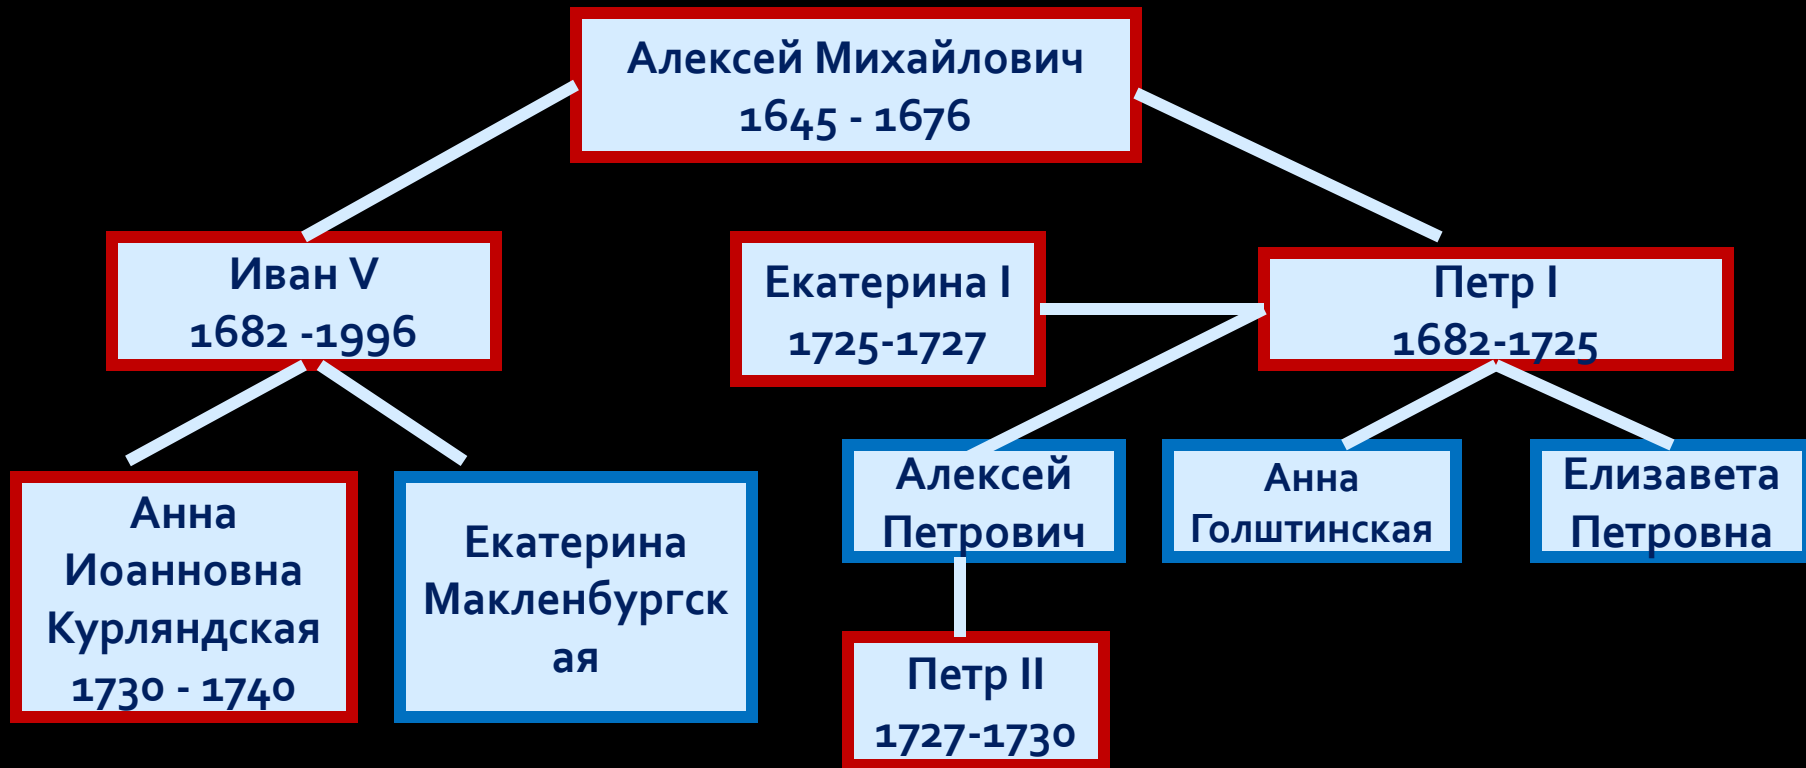 Алексей Михайлович
1645 - 1676
Иван V
1682 -1996
Екатерина I
1725-1727
Петр I
1682-1725
Анна
Иоанновна
Курляндская
1730 - 1740
Екатерина
Макленбургск
ая
Алексей
Петрович
Анна
Голштинская
Елизавета
Петровна
Петр II
1727-1730